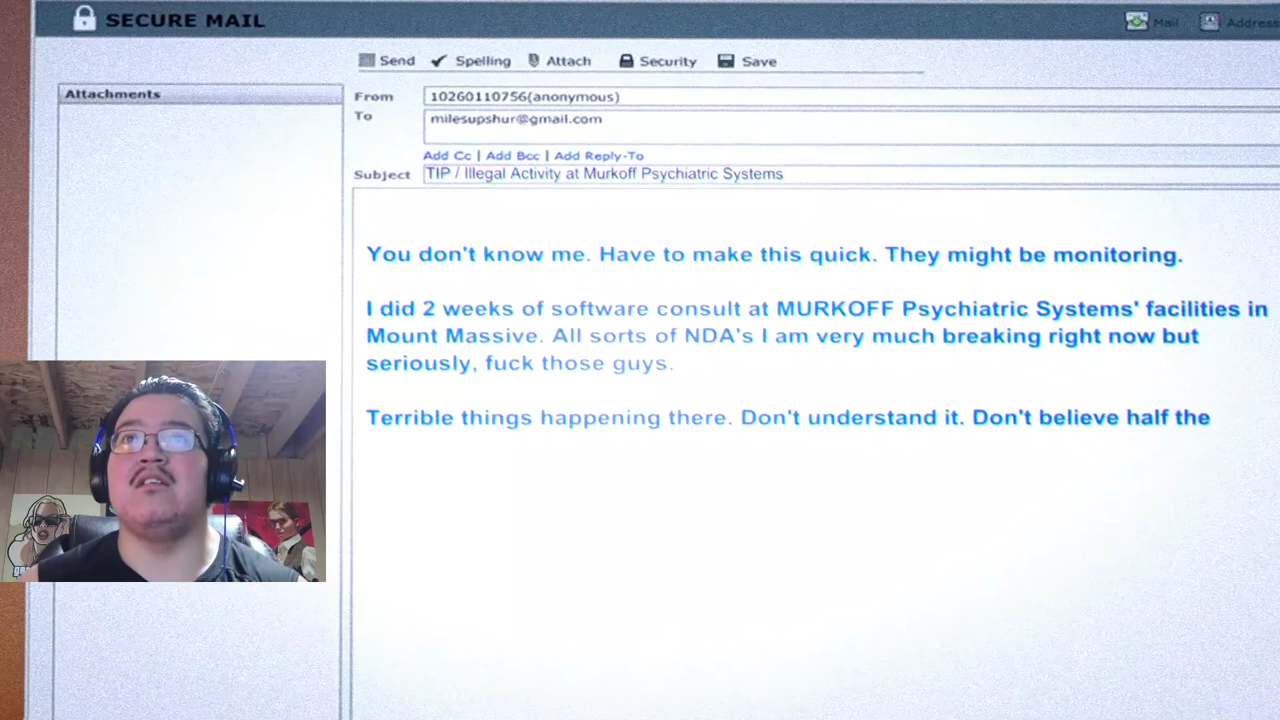 SECURE MAIL
Mail
Address
Send
Spelling
Attach
Security
Save
Attachments
From
10260110756(anonymous)
To
milesupshur@gmail.com
Add Cc | Add Bcc | Add Reply-To
Subject
TIP / Illegal Activity at Murkoff Psychiatric Systems
You don't know me. Have to make this quick. They might be monitoring.
I did 2 weeks of software consult at MURKOFF Psychiatric Systems' facilities in
Mount Massive. All sorts of NDA's I am very much breaking right now but
seriously, fuck those guys.
Terrible things happening there. Don't understand it. Don't believe half the